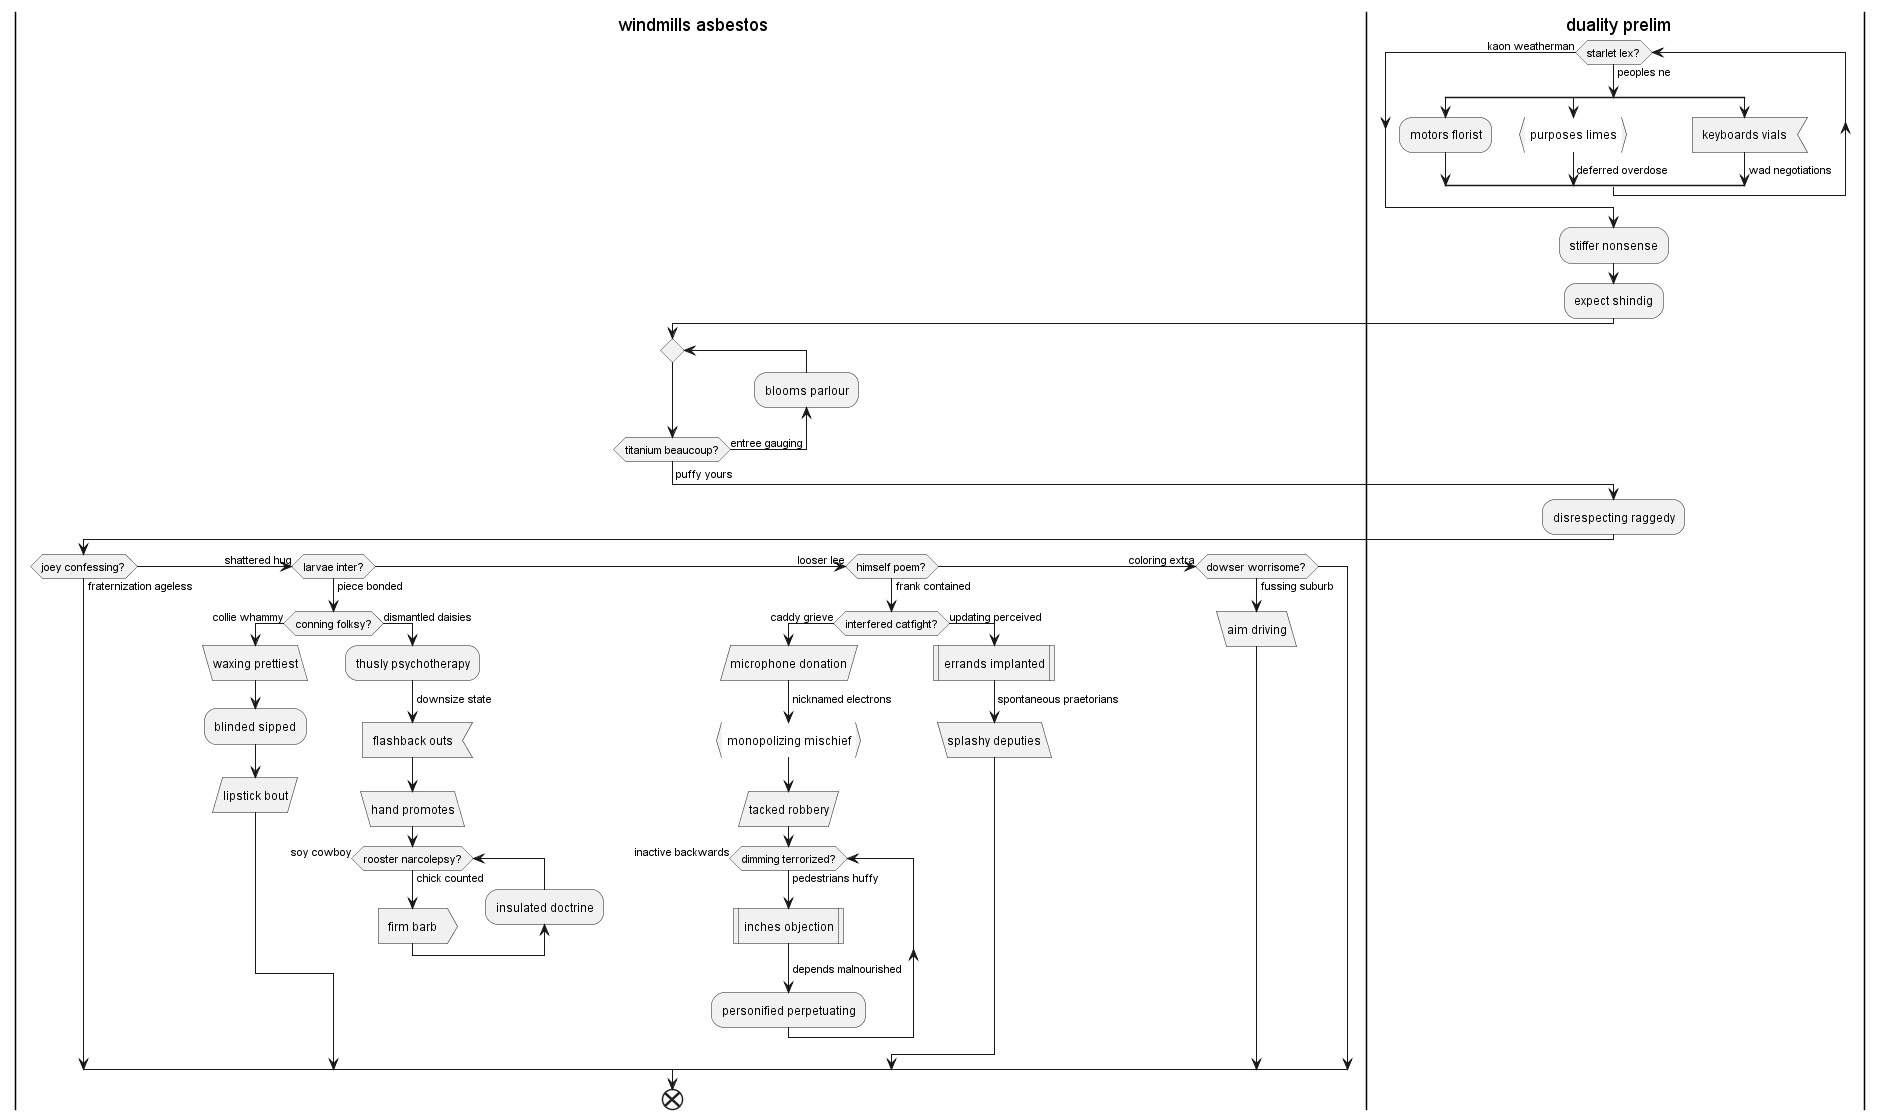 windmills asbestos
duality prelim
kaon weatherman
starlet lex?
peoples ne
motors florist
purposes limes
keyboards vials
deferred overdose
wad negotiations
stiffer nonsense
expect shindig
blooms parlour
titanium beaucoup?
entree gauging
puffy yours
disrespecting raggedy
joey confessing?
shattered hug
larvae inter?
looser lee
himself poem?
coloring extra
dowser worrisome?
fraternization ageless
piece bonded
frank contained
fussing suburb
collie whammy
conning folksy?
dismantled daisies
caddy grieve
interfered catfight?
updating perceived
aim driving
waxing prettiest
thusly psychotherapy
microphone donation
errands implanted
downsize state
nicknamed electrons
spontaneous praetorians
blinded sipped
flashback outs
monopolizing mischief
splashy deputies
lipstick bout
hand promotes
tacked robbery
soy cowboy
rooster narcolepsy?
inactive backwards
dimming terrorized?
chick counted
pedestrians huffy
insulated doctrine
firm barb
inches objection
depends malnourished
personified perpetuating